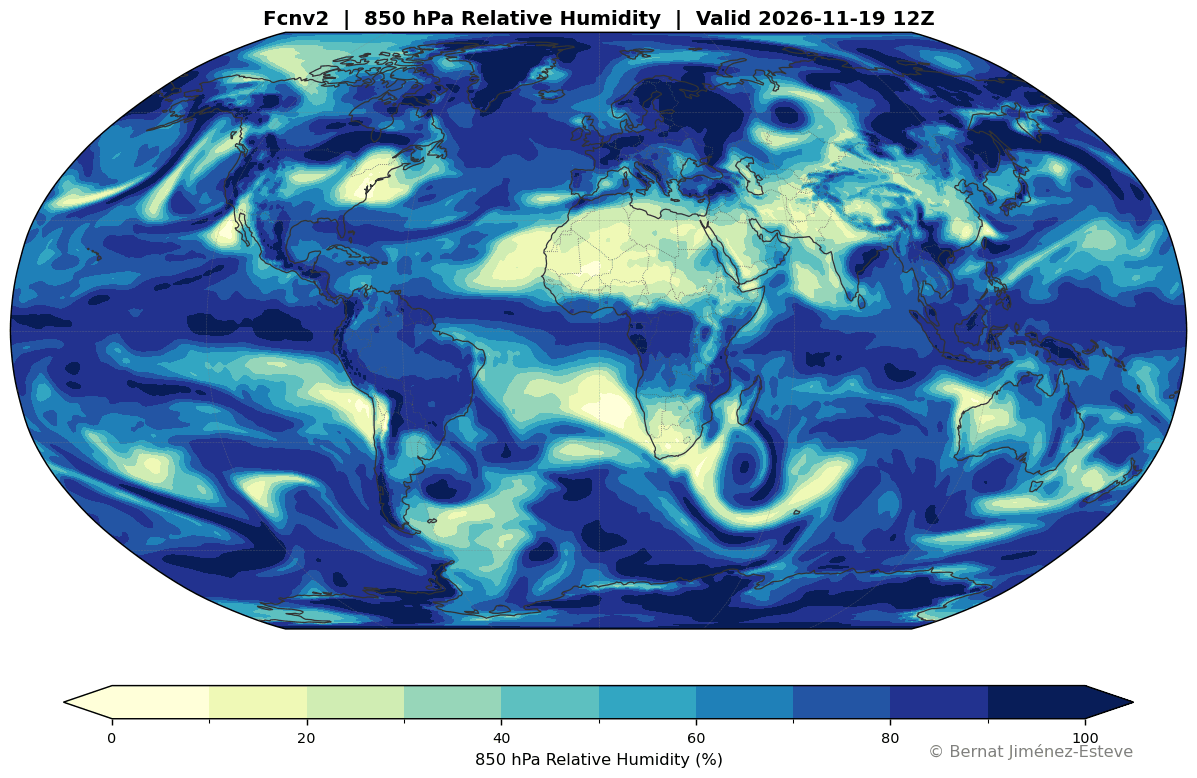 Fcnv2 | 850 hPa Relative Humidity | Valid 2026-11-19 12Z
0 20 40 60 80 100
850 hPa Relative Humidity (%)
© Bernat Jiménez-Esteve